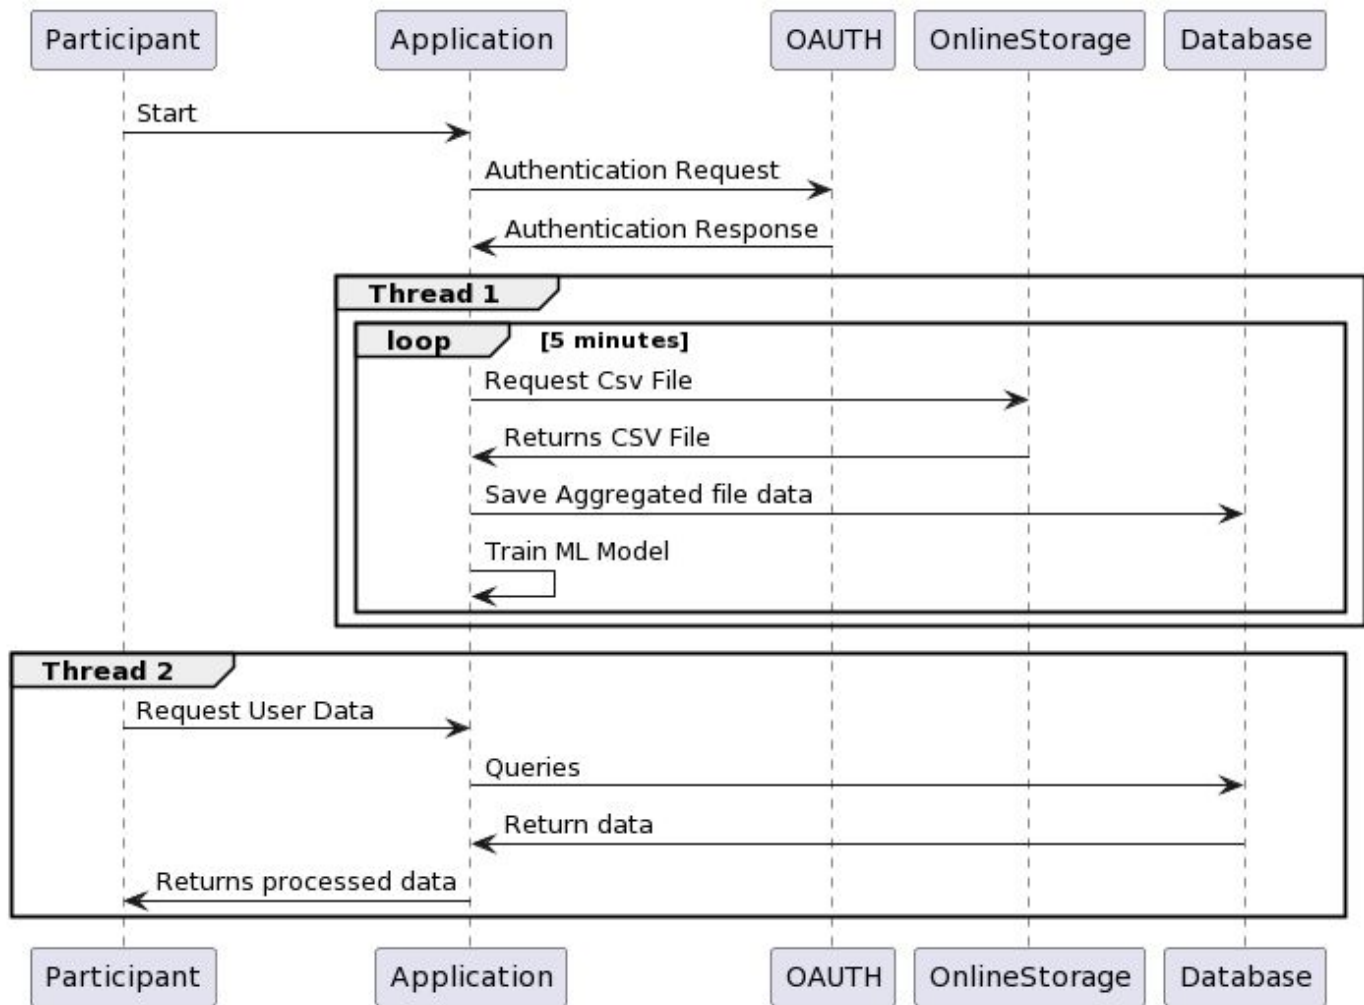 Participant Application OAUTH OnlineStorage Database
Start
Authentication Request
Authentication Response
Thread 1
loop [5 minutes]
Request Csv File
Returns CSV File
Save Aggregated file data
Train ML Model
Thread 2
Request User Data
Queries
Return data
Returns processed data
Participant Application OAUTH OnlineStorage Database